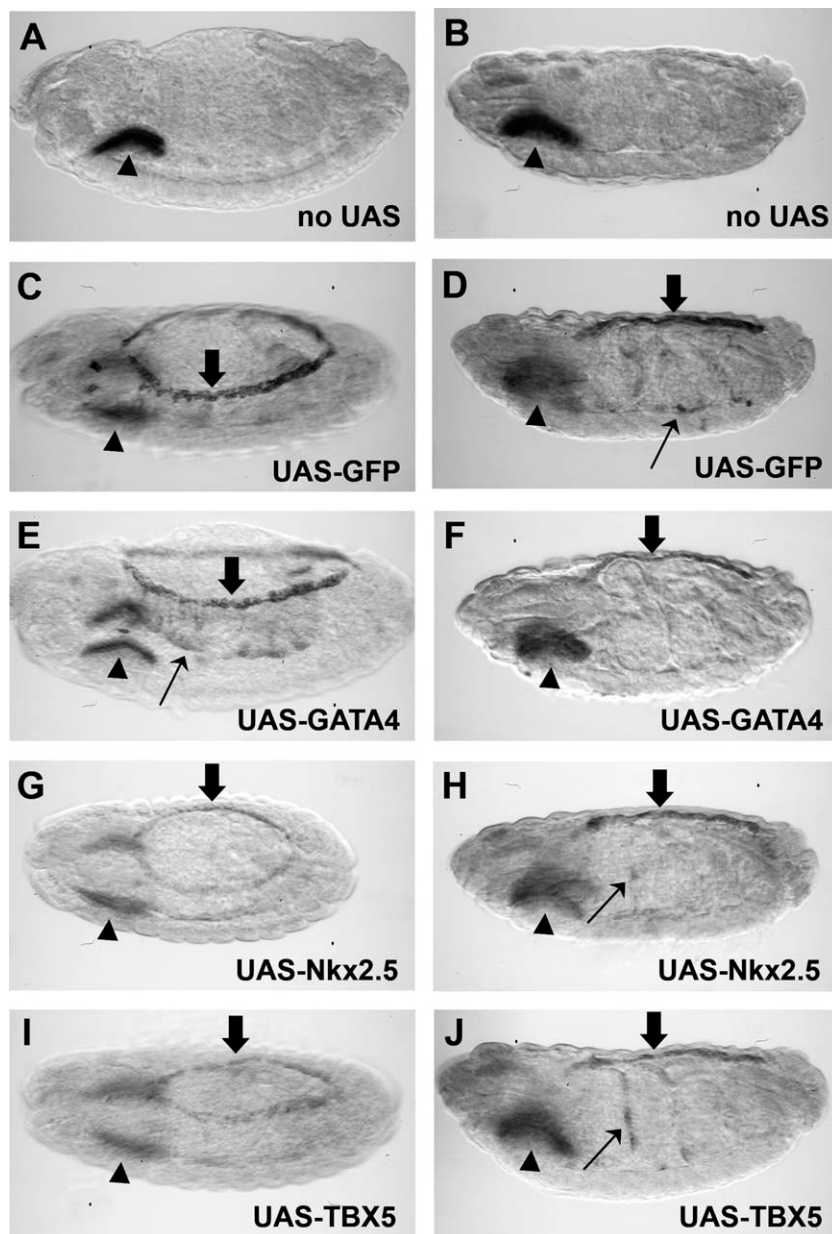 A
no UAS
B
no UAS
C
UAS-GFP
D
UAS-GFP
E
UAS-GATA4
F
UAS-GATA4
G
UAS-Nkx2.5
H
UAS-Nkx2.5
I
UAS-TBX5
J
UAS-TBX5